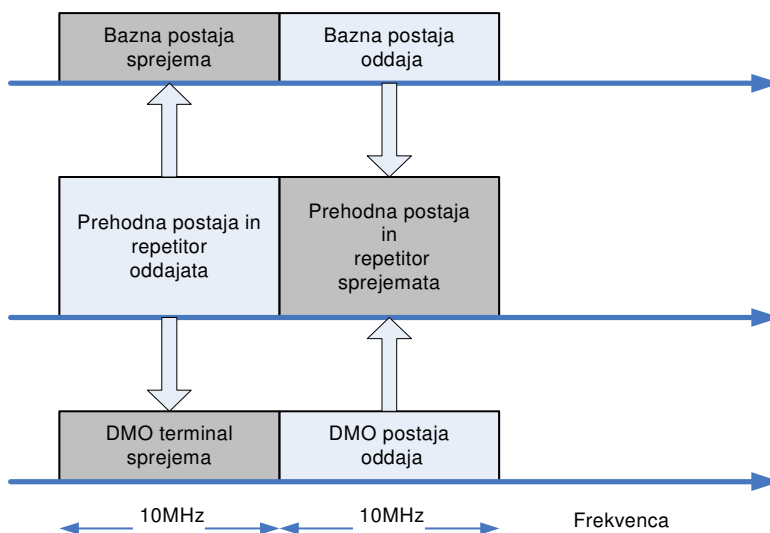 Bazna postaja
sprejema
Bazna postaja
oddaja
Prehodna postaja in
repetitor
oddajata
Prehodna postaja
in
repetitor
sprejemata
DMO terminal
sprejema
DMO postaja
oddaja
10MHz
10MHz
Frekvenca